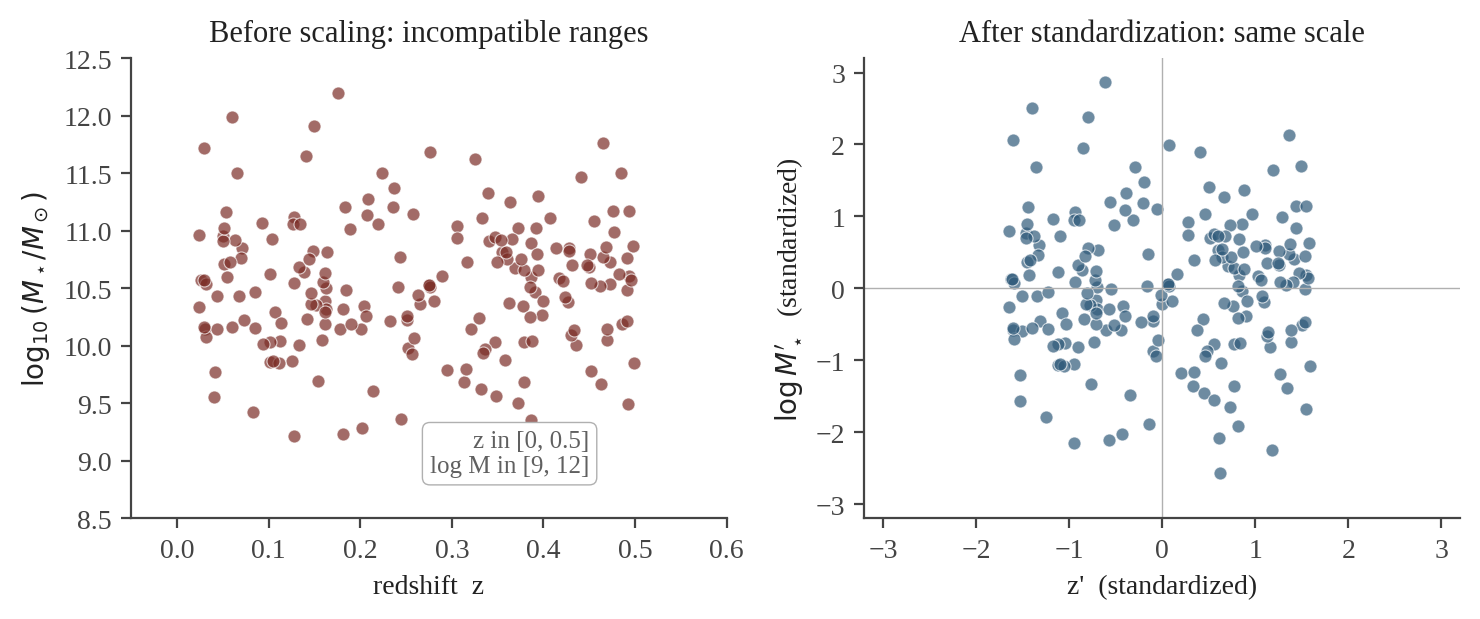 Before scaling: incompatible ranges
log₁₀ (M⋆/M⊙)
12.5
12.0
11.5
11.0
10.5
10.0
9.5
9.0
8.5
z in [0, 0.5]
log M in [9, 12]
0.0 0.1 0.2 0.3 0.4 0.5 0.6
redshift z
After standardization: same scale
log M′⋆ (standardized)
3
2
1
0
−1
−2
−3
−3 −2 −1 0 1 2 3
z' (standardized)